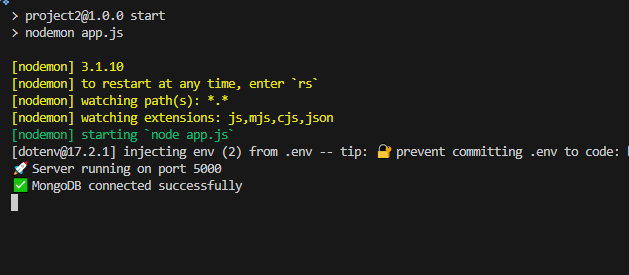 > project2@1.0.0 start
> nodemon app.js
[nodemon] 3.1.10
[nodemon] to restart at any time, enter `rs`
[nodemon] watching path(s): *.*
[nodemon] watching extensions: js,mjs,cjs,json
[nodemon] starting `node app.js`
[dotenv@17.2.1] injecting env (2) from .env -- tip: 🔐 prevent committing .env to code:
🚀 Server running on port 5000
✅ MongoDB connected successfully